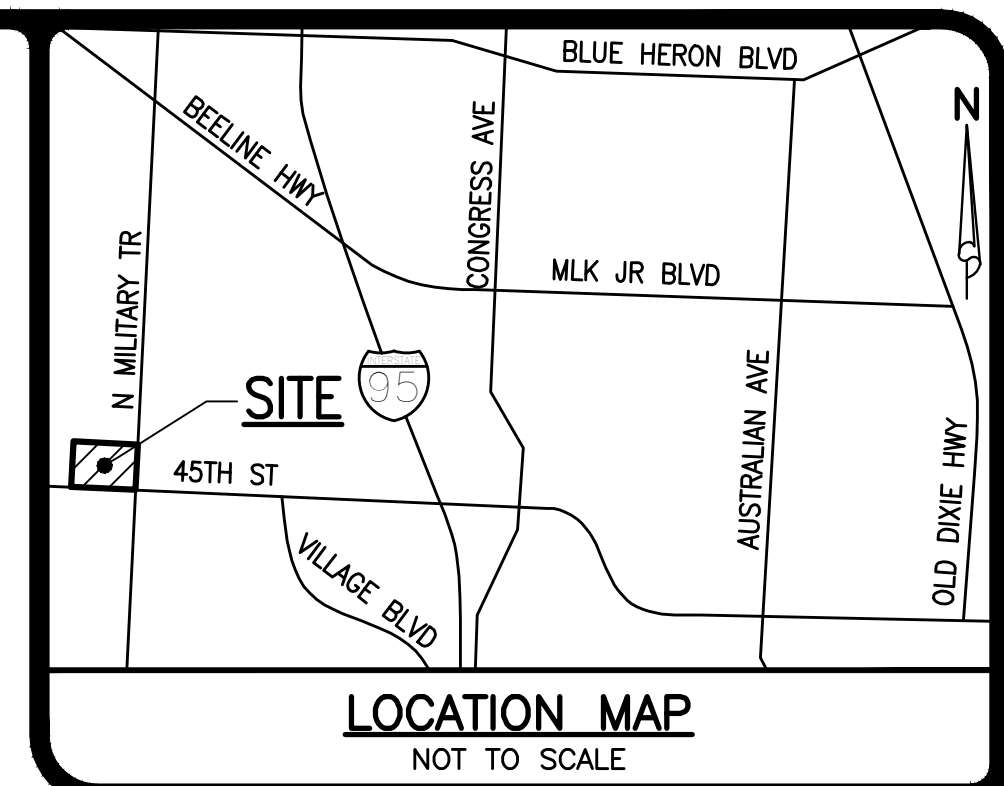 BLUE HERON BLVD
N
BEELINE HWY
CONGRESS AVE
N MILITARY TR
MLK JR BLVD
INTERSTATE
95
SITE
AUSTRALIAN AVE
OLD DIXIE HWY
45TH ST
VILLAGE BLVD
LOCATION MAP
NOT TO SCALE